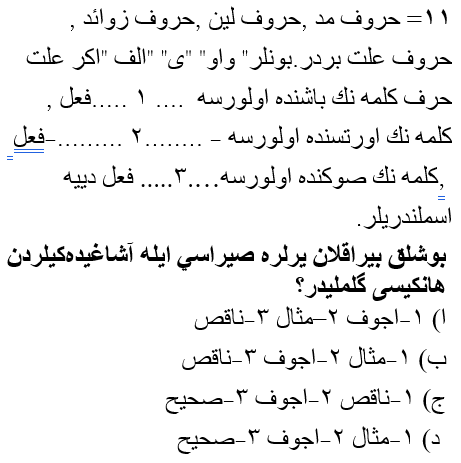 ١١= حروف مد ,حروف لين ,حروف زوائد ,
حروف علت بردر.بونلر" واو" "ى" "الف "اكر علت
حرف كلمه نك باشنده اولورسه .... ١ .....فعل ,
كلمه نك اورتسنده اولورسه – ........٢ .........–فعل
,كلمه نك صوكنده اولورسه....٣..... فعل دييه
اسملندريلر.
بوشلق بيراقلان يرلره صيراسي ايله آشاغيده‌كيلردن
هانكيسى گلمليدر؟
ا) ١-اجوف ٢–مثال ٣-ناقص
ب) ١-مثال ٢-اجوف ٣-ناقص
ج) ١-ناقص ٢-اجوف ٣-صحيح
د) ١-مثال ٢-اجوف ٣-صحيح